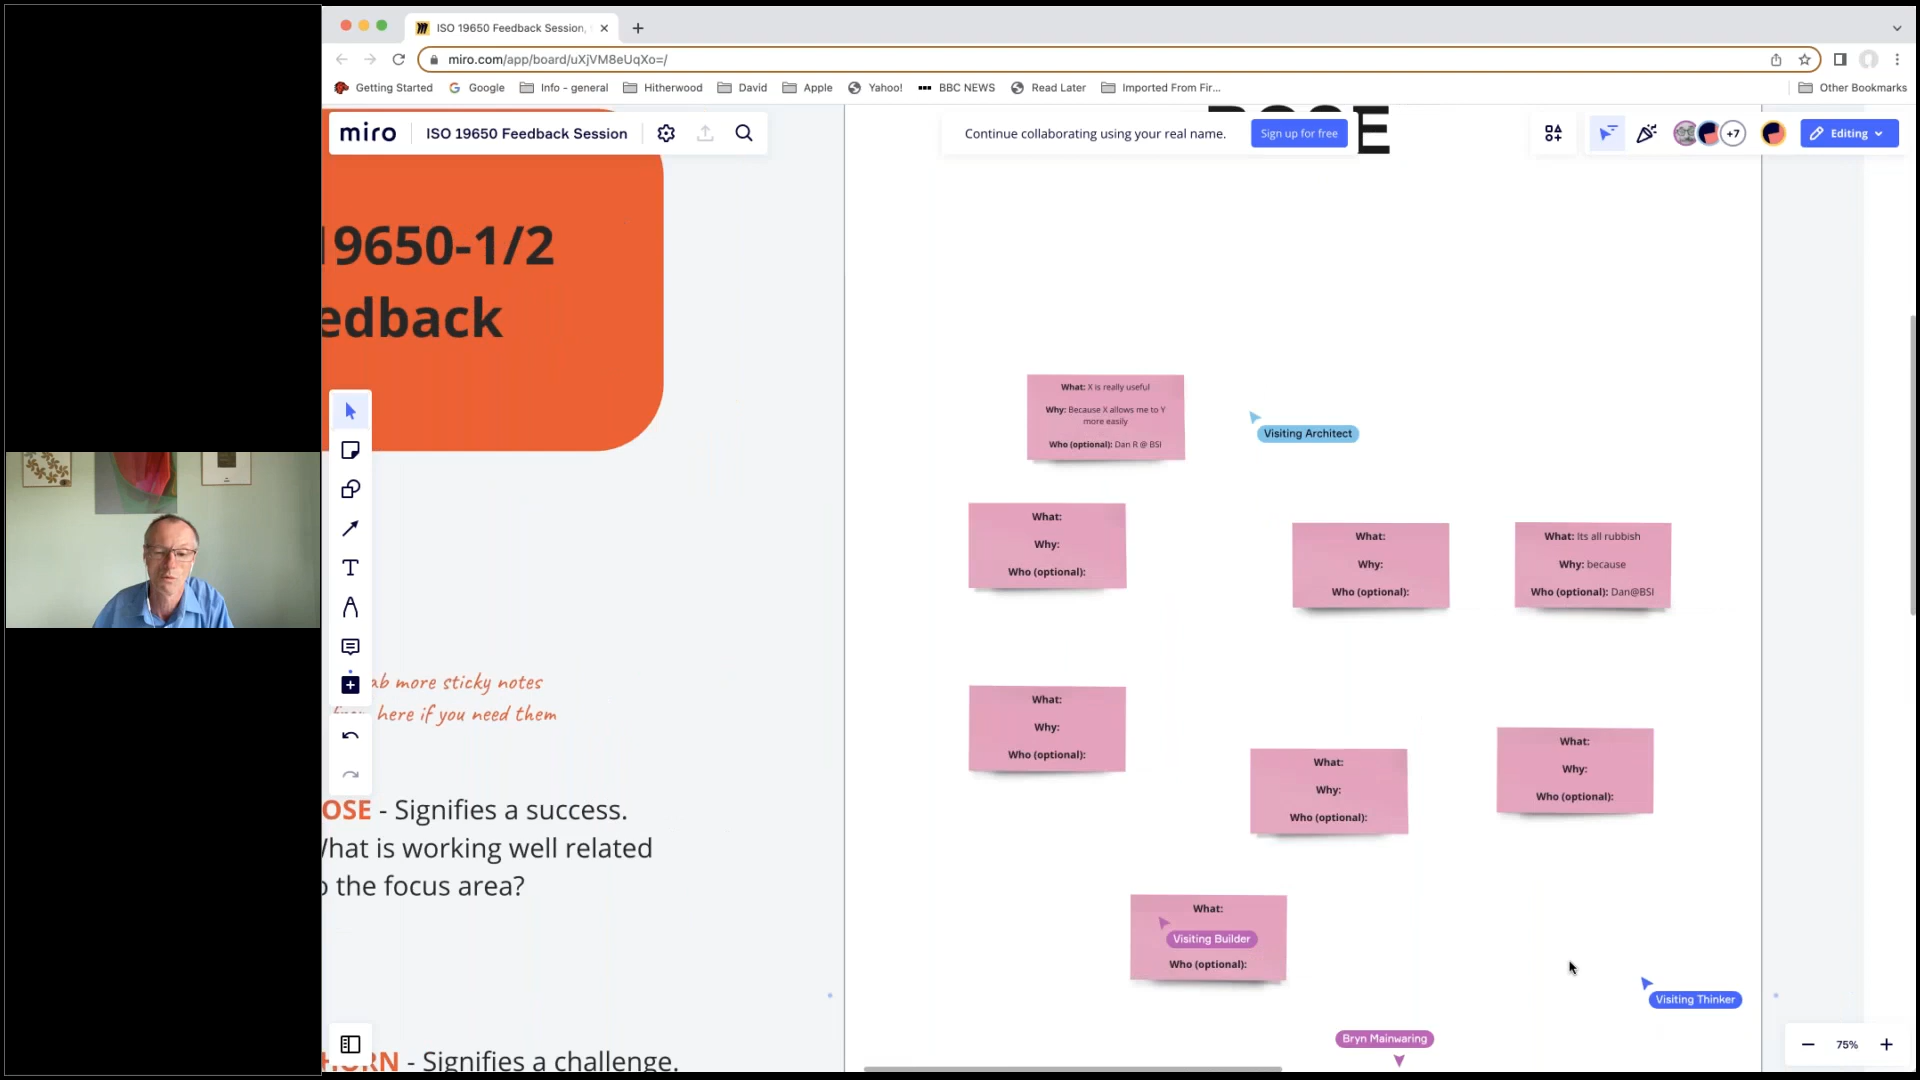 ISO 19650 Feedback Session,
miro.com/app/board/uXjVM8eUqXo=/
Getting Started
Google
Info - general
Hitherwood
David
Apple
Yahoo!
BBC NEWS
Read Later
Imported From Fir...
Other Bookmarks
miro
ISO 19650 Feedback Session
Continue collaborating using your real name.
Sign up for free
+7
Editing
19650-1/2
edback
What: X is really useful
Why: Because X allows me to Y
more easily
Who (optional): Dan R @ BSI
Visiting Architect
What:
Why:
Who (optional):
What:
Why:
Who (optional):
What: Its all rubbish
Why: because
Who (optional): Dan@BSI
ab more sticky notes
here if you need them
What:
Why:
Who (optional):
What:
Why:
Who (optional):
What:
Why:
Who (optional):
OSE - Signifies a success.
What is working well related
o the focus area?
What:
Visiting Builder
Who (optional):
Visiting Thinker
Bryn Mainwaring
75%
HORN - Signifies a challenge.